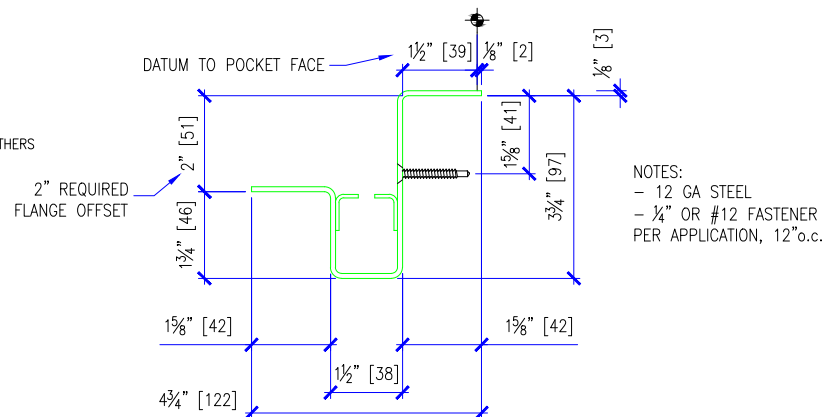 1½" [39]
⅛" [2]
⅛" [3]
DATUM TO POCKET FACE
2" [51]
1⅝" [41]
3¾" [97]
THERS
2" REQUIRED
FLANGE OFFSET
1¾" [46]
NOTES:
– 12 GA STEEL
– ¼" OR #12 FASTENER
PER APPLICATION, 12"o.c.
1⅝" [42]
1⅝" [42]
1½" [38]
4¾" [122]